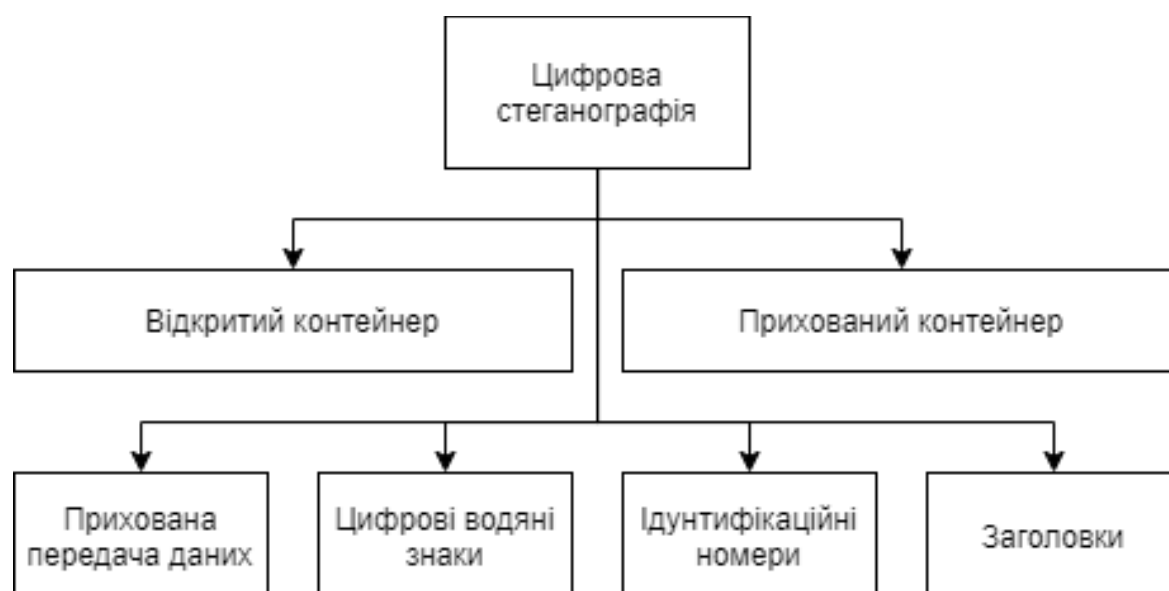 Цифрова
стеганографія
Відкритий контейнер
Прихований контейнер
Прихована
передача даних
Цифрові водяні
знаки
Ідунтифікаційні
номери
Заголовки